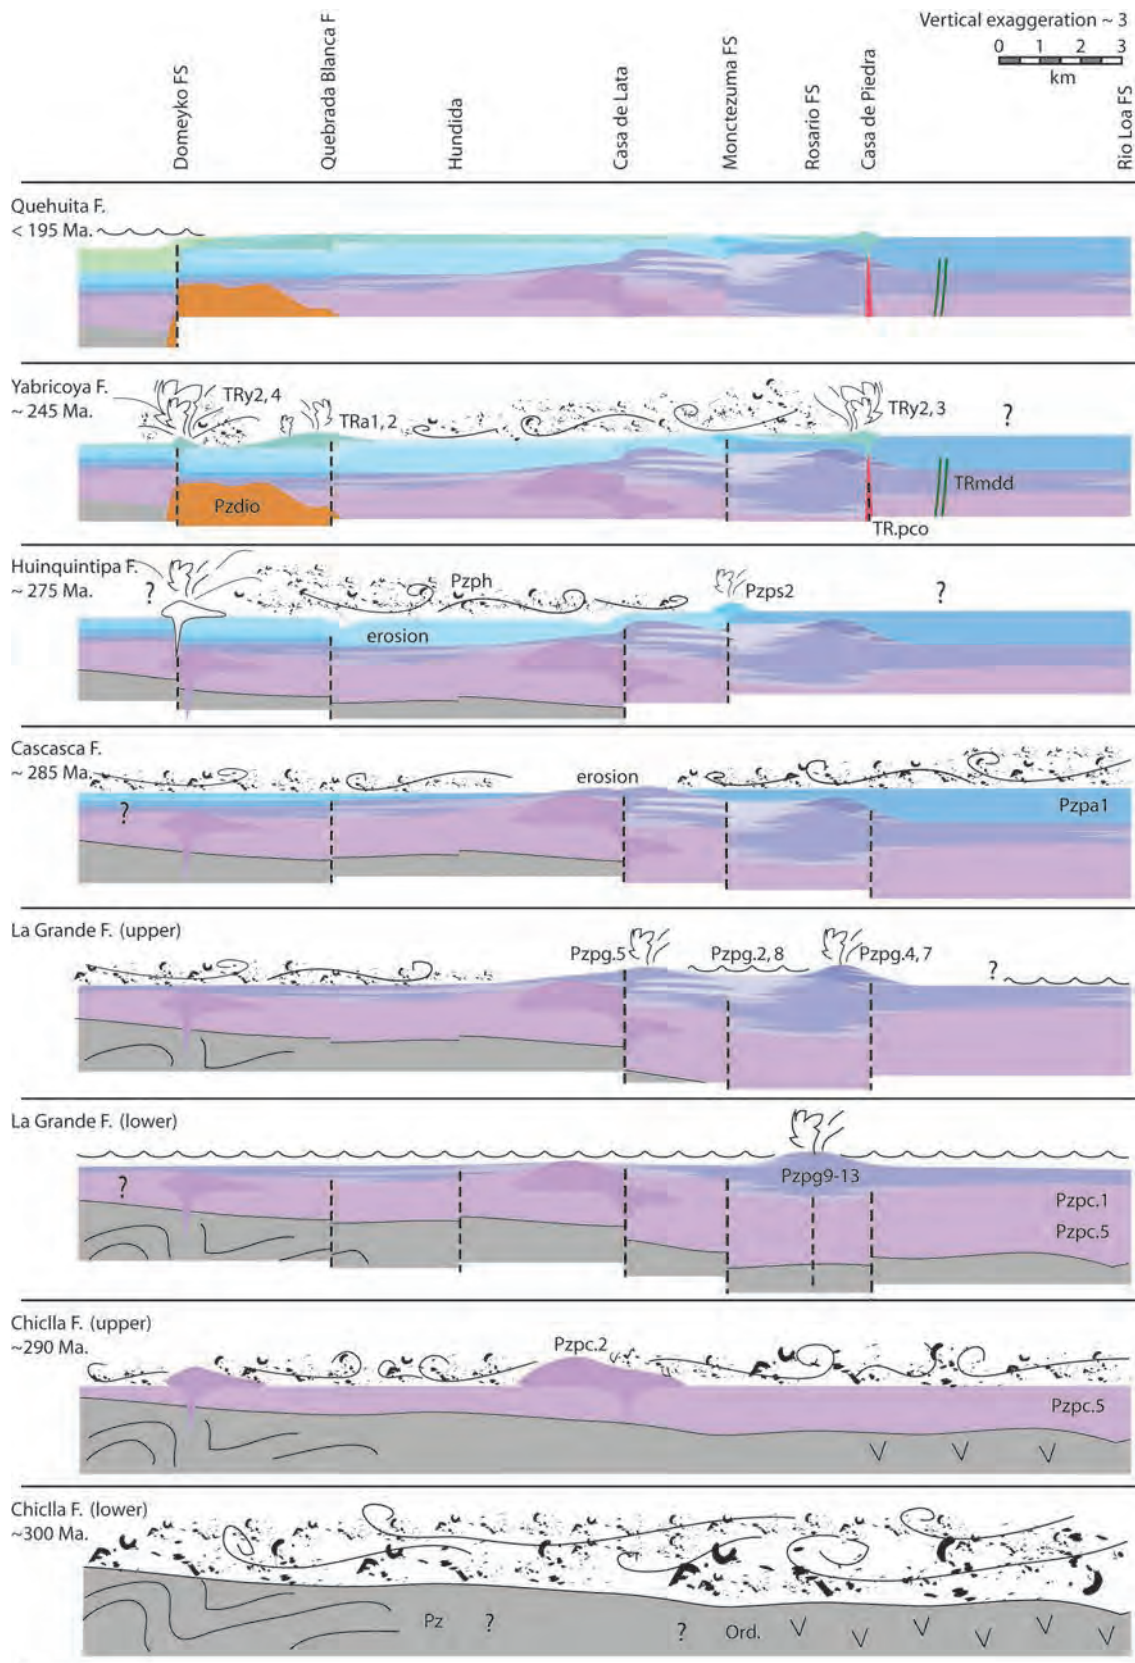 Vertical exaggeration ~ 3
0 1 2 3
km
Domeyko FS
Quebrada Blanca F
Hundida
Casa de Lata
Monctezuma FS
Rosario FS
Casa de Piedra
Rio Loa FS
Quehuita F.
< 195 Ma.
Yabricoya F.
~ 245 Ma.
TRy2, 4
TRa1, 2
TRy2, 3
?
Pzdio
TRmdd
TR.pco
Huinquintipa F.
~ 275 Ma.
?
Pzph
Pzps2
?
erosion
Cascasca F.
~ 285 Ma.
erosion
?
Pzpa1
La Grande F. (upper)
Pzpg.5
Pzpg.2, 8
Pzpg.4, 7
?
La Grande F. (lower)
?
Pzpg9-13
Pzpc.1
Pzpc.5
Chiclla F. (upper)
~290 Ma.
Pzpc.2
Pzpc.5
Chiclla F. (lower)
~300 Ma.
Pz ? ? Ord.